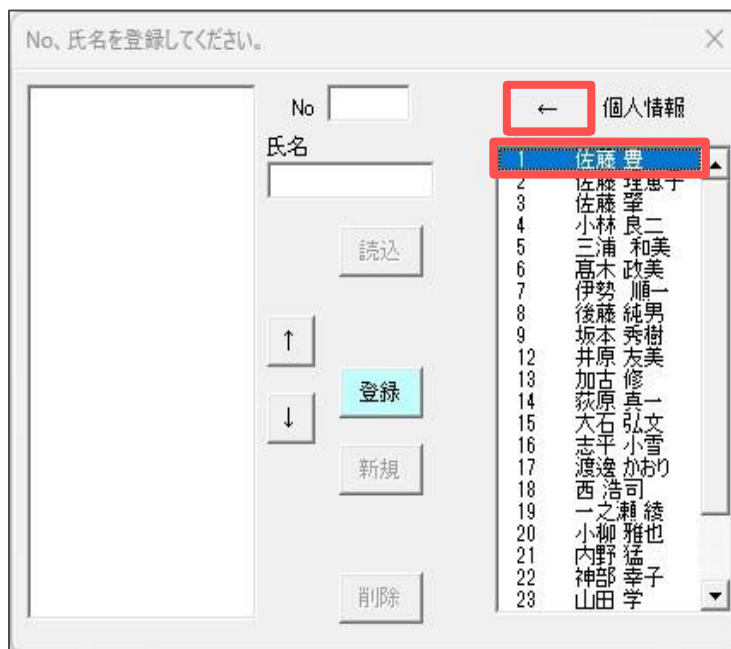 No、氏名を登録してください。 ×
No
← 個人情報
氏名
読込
↑
登録
↓
新規
削除
1 佐藤 豊
2 佐藤 理恵子
3 佐藤 肇
4 小林 良二
5 三浦 和美
6 髙木 政美
7 伊勢 順一
8 後藤 純男
9 坂本 秀樹
12 井原 友美
13 加古 修
14 荻原 真一
15 大石 弘文
16 志平 小雪
17 渡邊 かおり
18 西 浩司
19 一之瀬 綾
20 小柳 雅也
21 内野 猛
22 神部 幸子
23 山田 学